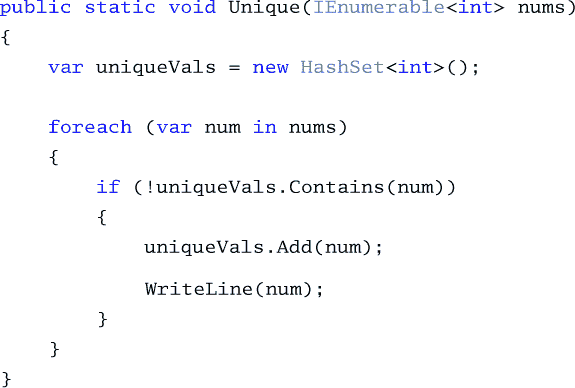 public static void Unique(IEnumerable<int> nums)
{
    var uniqueVals = new HashSet<int>();

    foreach (var num in nums)
    {
        if (!uniqueVals.Contains(num))
        {
            uniqueVals.Add(num);
            WriteLine(num);
        }
    }
}